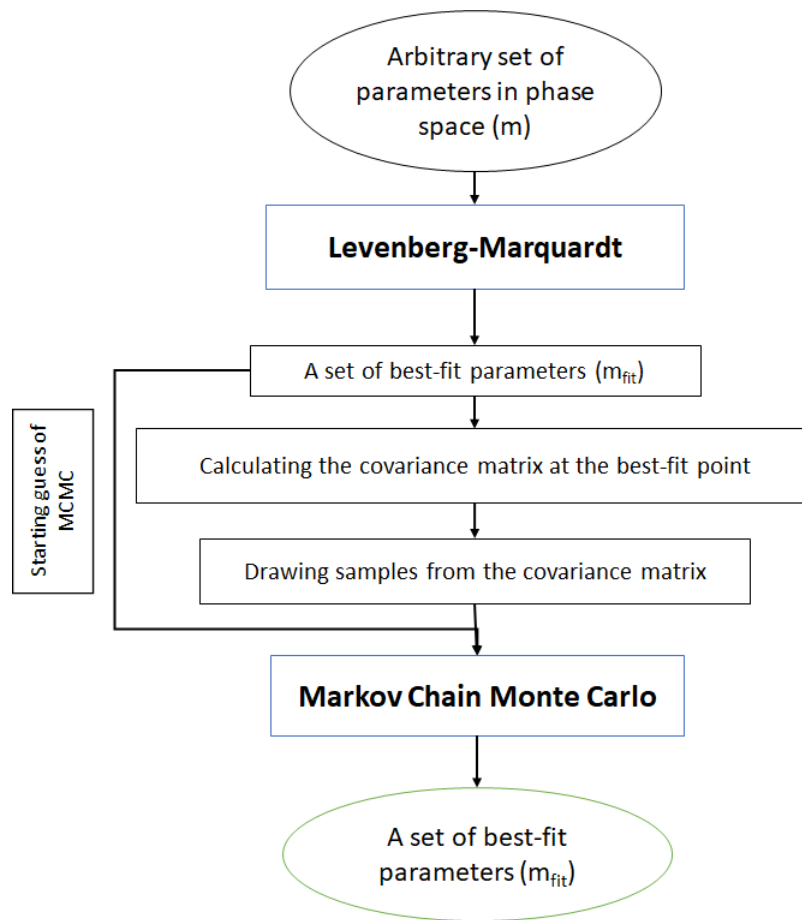 Arbitrary set of
parameters in phase
space (m)
Levenberg-Marquardt
A set of best-fit parameters (m_fit)
Calculating the covariance matrix at the best-fit point
Starting guess of
MCMC
Drawing samples from the covariance matrix
Markov Chain Monte Carlo
A set of best-fit
parameters (m_fit)